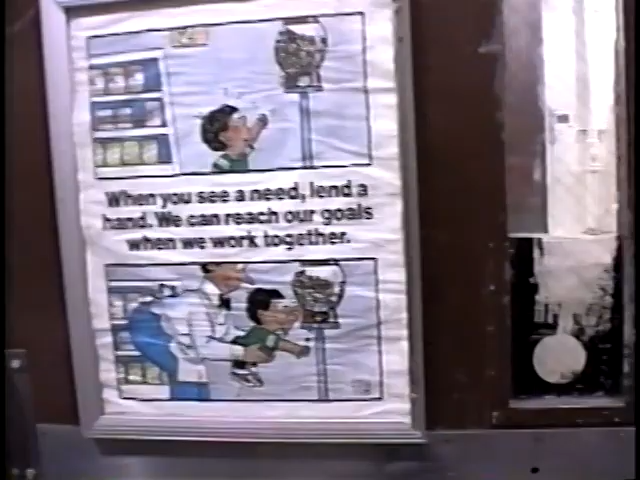 When you see a need, lend a
hand. We can reach our goals
when we work together.